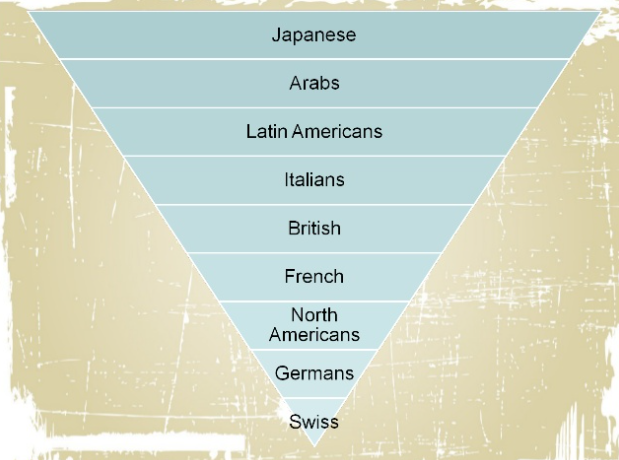 Japanese
Arabs
Latin Americans
Italians
British
French
North
Americans
Germans
Swiss